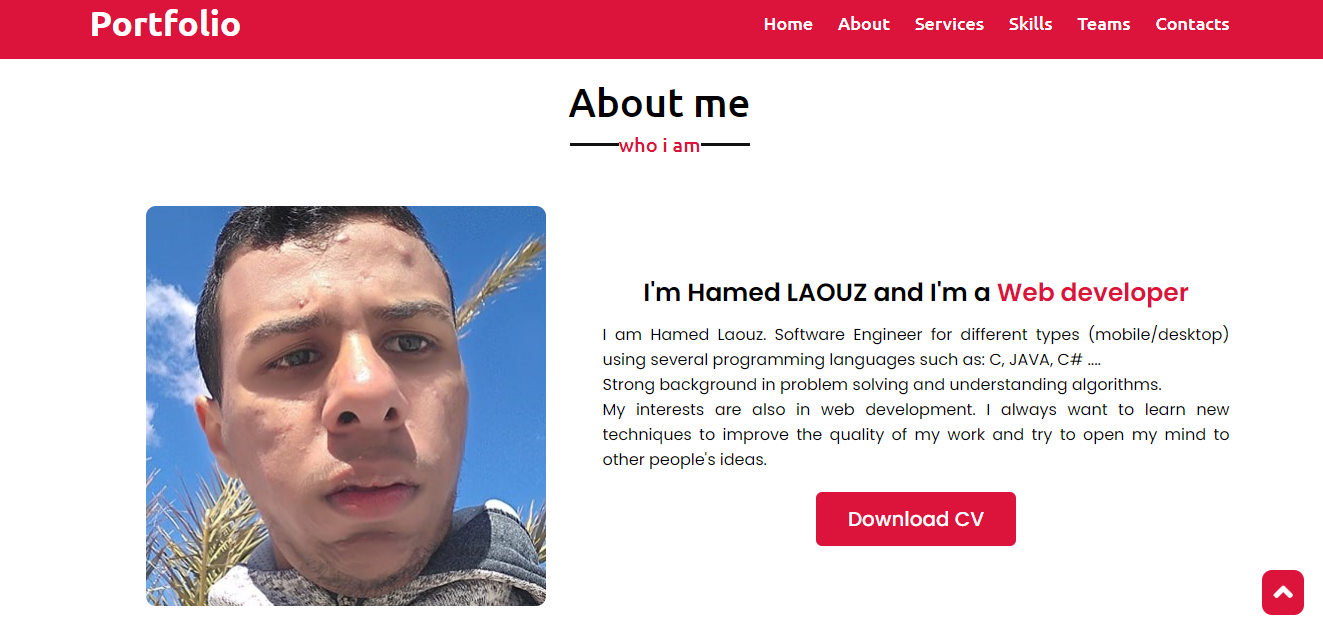 Portfolio
Home About Services Skills Teams Contacts
About me
who i am
I'm Hamed LAOUZ and I'm a Web developer
I am Hamed Laouz. Software Engineer for different types (mobile/desktop)
using several programming languages such as: C, JAVA, C# ....
Strong background in problem solving and understanding algorithms.
My interests are also in web development. I always want to learn new
techniques to improve the quality of my work and try to open my mind to
other people's ideas.
Download CV